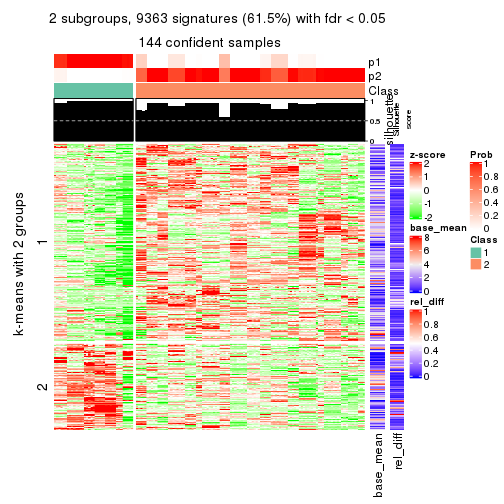 2 subgroups, 9363 signatures (61.5%) with fdr < 0.05
144 confident samples
p1
p2
Class
1
0.5
0
silhouette
Silhouette
score
k-means with 2 groups
1
2
base_mean
rel_diff
z-score
2
1
0
-1
-2
base_mean
8
6
4
2
0
rel_diff
1
0.8
0.6
0.4
0.2
0
Prob
1
0.8
0.6
0.4
0.2
0
Class
1
2